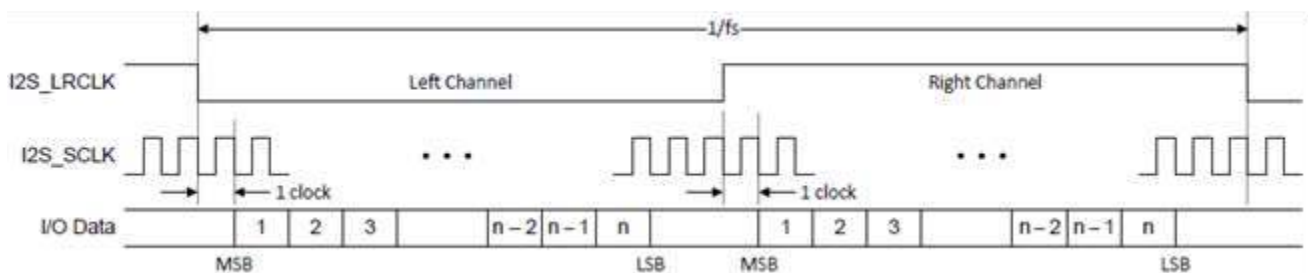 1/fs
I2S_LRCLK Left Channel Right Channel
I2S_SCLK • • • • • •
1 clock 1 clock
I/O Data 1 2 3 n – 2 n – 1 n 1 2 3 n – 2 n – 1 n
MSB LSB MSB LSB